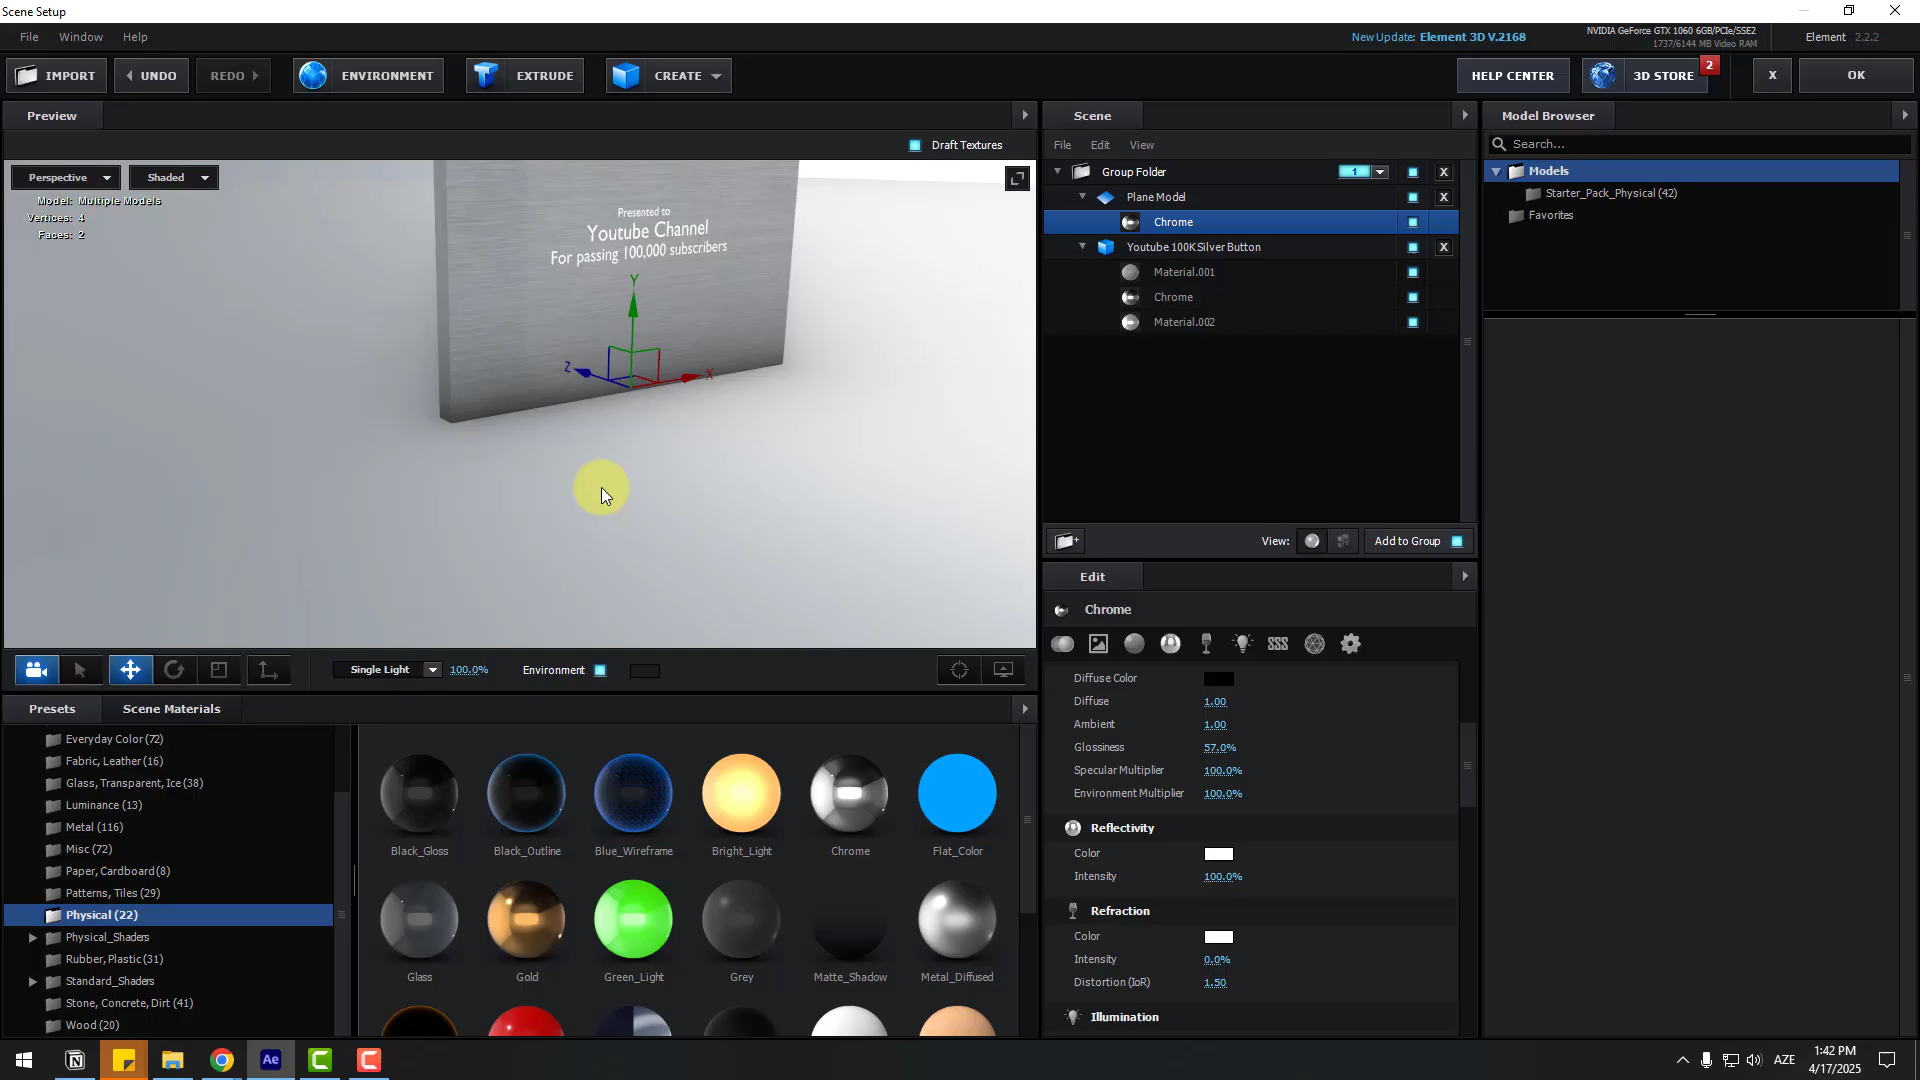 Scene Setup
File Window Help
New Update: Element 3D V.2168
NVIDIA GeForce GTX 1060 6GB/PCIe/SSE2
1737/6144 MB Video RAM
Element 2.2.2
IMPORT UNDO REDO ENVIRONMENT EXTRUDE CREATE HELP CENTER 3D STORE 2 X OK
Preview
Draft Textures
Perspective Shaded
Model: Multiple Models
Vertices: 4
Faces: 2
Presented to
Youtube Channel
For passing 100,000 subscribers
Y
Z
X
Single Light 100.0% Environment
Presets Scene Materials
Everyday Color (72)
Fabric, Leather (16)
Glass, Transparent, Ice (38)
Luminance (13)
Metal (116)
Misc (72)
Paper, Cardboard (8)
Patterns, Tiles (29)
Physical (22)
Physical_Shaders
Rubber, Plastic (31)
Standard_Shaders
Stone, Concrete, Dirt (41)
Wood (20)
Black_Gloss Black_Outline Blue_Wireframe Bright_Light Chrome Flat_Color
Glass Gold Green_Light Grey Matte_Shadow Metal_Diffused
Scene
File Edit View
Group Folder 1 X
Plane Model X
Chrome
Youtube 100K Silver Button X
Material.001
Chrome
Material.002
View: Add to Group
Edit
Chrome
SSS
Diffuse Color
Diffuse 1.00
Ambient 1.00
Glossiness 57.0%
Specular Multiplier 100.0%
Environment Multiplier 100.0%
Reflectivity
Color
Intensity 100.0%
Refraction
Color
Intensity 0.0%
Distortion (IoR) 1.50
Illumination
Model Browser
Search...
Models
Starter_Pack_Physical (42)
Favorites
Ae
AZE
1:42 PM
4/17/2025